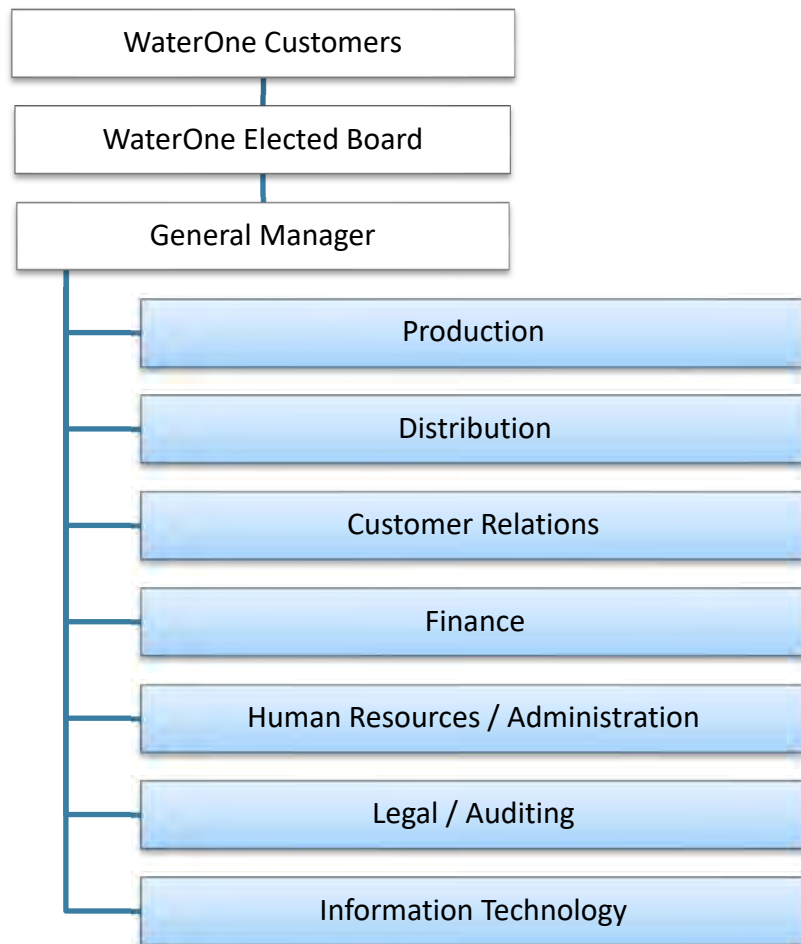 WaterOne Customers
WaterOne Elected Board
General Manager
Production
Distribution
Customer Relations
Finance
Human Resources / Administration
Legal / Auditing
Information Technology